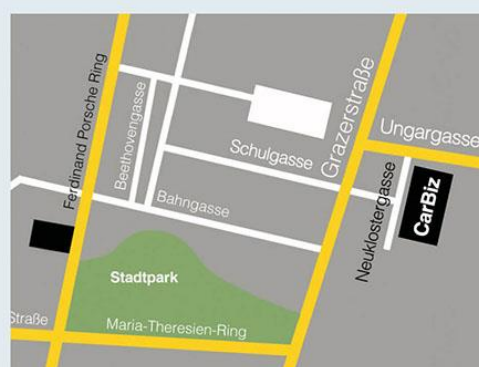 Ferdinand Porsche Ring
Beethovengasse
Schulgasse
Grazerstraße
Ungargasse
Bahngasse
Neuklostergasse
CarBiz
Stadtpark
Straße
Maria-Theresien-Ring